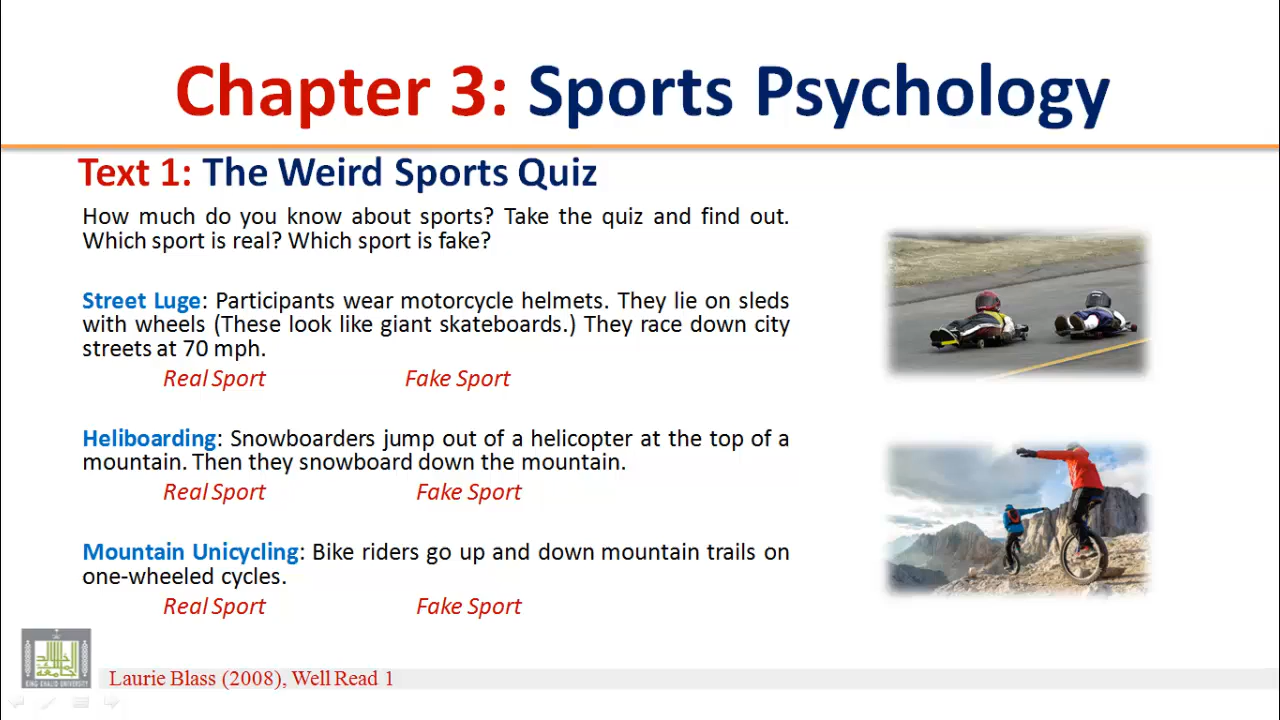 Chapter 3: Sports Psychology
Text 1: The Weird Sports Quiz
How much do you know about sports? Take the quiz and find out.
Which sport is real? Which sport is fake?
Street Luge: Participants wear motorcycle helmets. They lie on sleds
with wheels (These look like giant skateboards.) They race down city
streets at 70 mph.
Real Sport Fake Sport
Heliboarding: Snowboarders jump out of a helicopter at the top of a
mountain. Then they snowboard down the mountain.
Real Sport Fake Sport
Mountain Unicycling: Bike riders go up and down mountain trails on
one-wheeled cycles.
Real Sport Fake Sport
KING KHALID UNIVERSITY
Laurie Blass (2008), Well Read 1